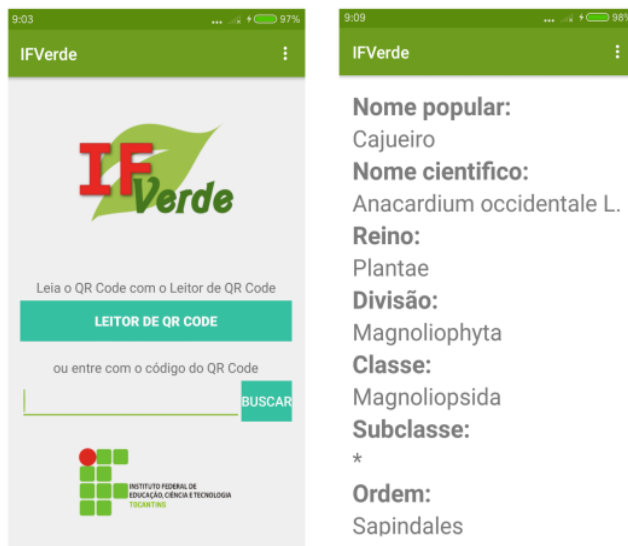 9:03
... 97%
IFVerde
IF
Verde
Leia o QR Code com o Leitor de QR Code
LEITOR DE QR CODE
ou entre com o código do QR Code
BUSCAR
INSTITUTO FEDERAL DE
EDUCAÇÃO, CIÊNCIA E TECNOLOGIA
TOCANTINS
9:09
... 98%
IFVerde
Nome popular:
Cajueiro
Nome cientifico:
Anacardium occidentale L.
Reino:
Plantae
Divisão:
Magnoliophyta
Classe:
Magnoliopsida
Subclasse:
*
Ordem:
Sapindales